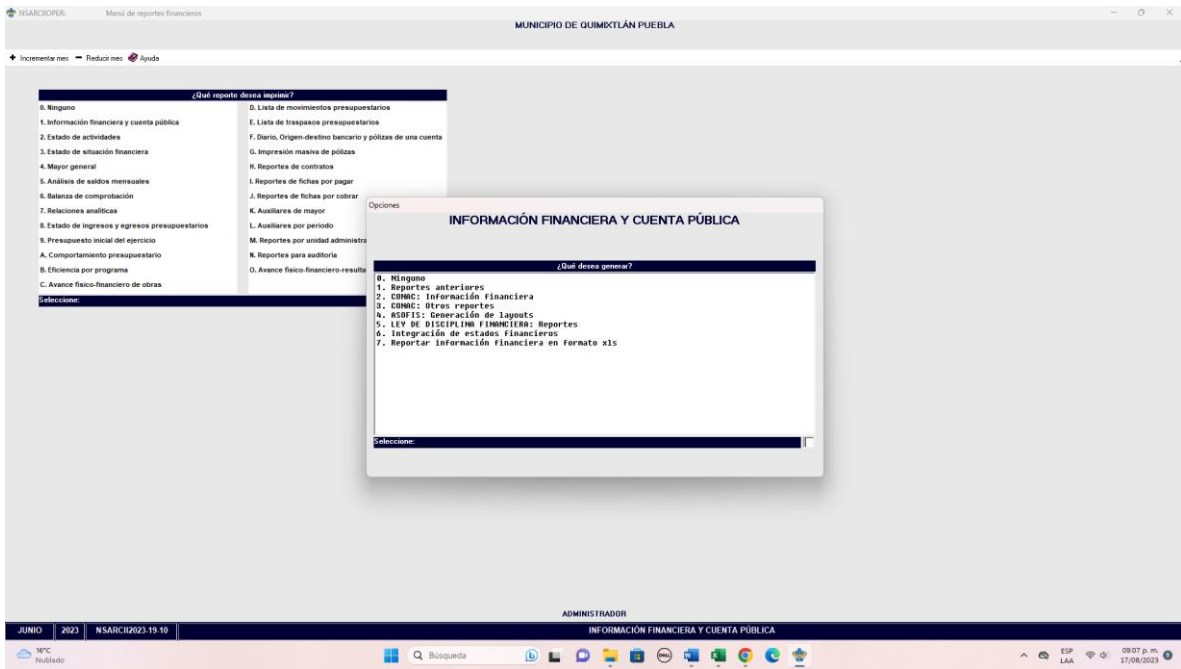 NSARCIIOPER: Menú de reportes financieros
MUNICIPIO DE QUIMIXTLÁN PUEBLA
Incrementar mes Reducir mes Ayuda
¿Qué reporte desea imprimir?
0. Ninguno
1. Información financiera y cuenta pública
2. Estado de actividades
3. Estado de situación financiera
4. Mayor general
5. Análisis de saldos mensuales
6. Balanza de comprobación
7. Relaciones analíticas
8. Estado de ingresos y egresos presupuestarios
9. Presupuesto inicial del ejercicio
A. Comportamiento presupuestario
B. Eficiencia por programa
C. Avance físico-financiero de obras
D. Lista de movimientos presupuestarios
E. Lista de traspasos presupuestarios
F. Diario, Origen-destino bancario y pólizas de una cuenta
G. Impresión masiva de pólizas
H. Reportes de contratos
I. Reportes de fichas por pagar
J. Reportes de fichas por cobrar
K. Auxiliares de mayor
L. Auxiliares por periodo
M. Reportes por unidad administra
N. Reportes para auditoría
O. Avance físico-financiero-resulta
Seleccione:
Opciones
INFORMACIÓN FINANCIERA Y CUENTA PÚBLICA
¿Qué desea generar?
0. Ninguno
1. Reportes anteriores
2. CONAC: Información financiera
3. CONAC: Otros reportes
4. ASOFIS: Generación de layouts
5. LEY DE DISCIPLINA FINANCIERA: Reportes
6. Integración de estados financieros
7. Reportar información financiera en formato xls
Seleccione:
ADMINISTRADOR
JUNIO 2023 NSARCII2023-19-10 INFORMACIÓN FINANCIERA Y CUENTA PÚBLICA
16°C
Nublado
Búsqueda
ESP
LAA
09:07 p. m.
17/08/2023